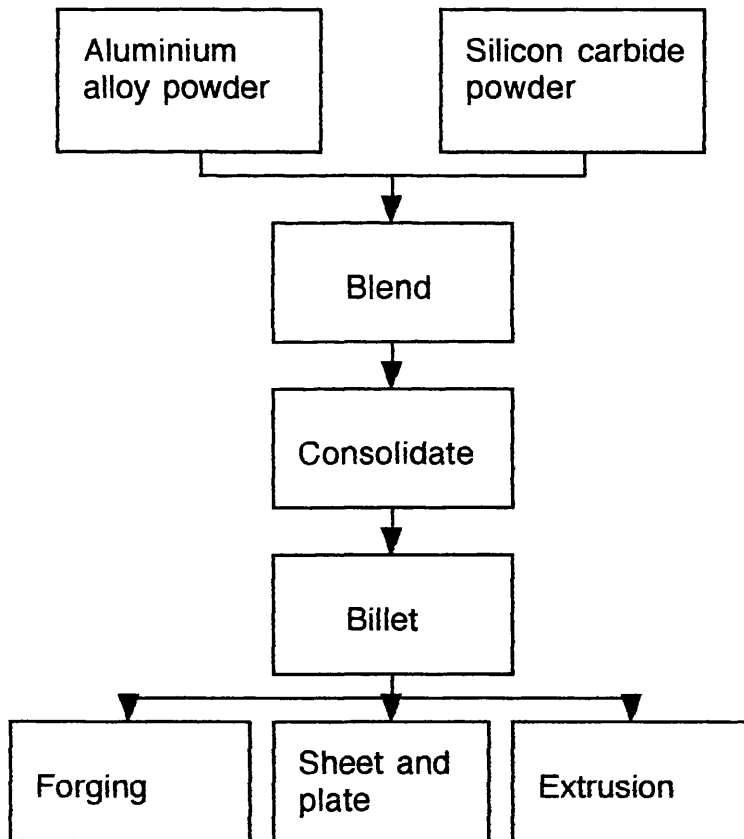 Aluminium
alloy powder
Silicon carbide
powder
Blend
Consolidate
Billet
Forging
Sheet and
plate
Extrusion